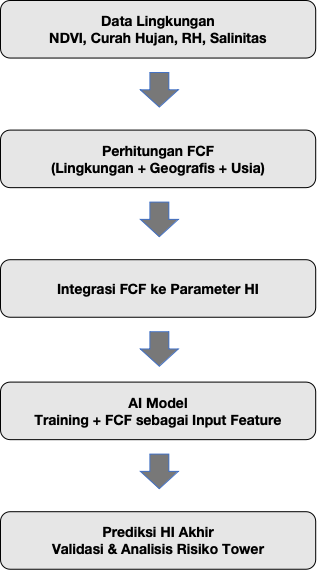 Data Lingkungan
NDVI, Curah Hujan, RH, Salinitas
Perhitungan FCF
(Lingkungan + Geografis + Usia)
Integrasi FCF ke Parameter HI
AI Model
Training + FCF sebagai Input Feature
Prediksi HI Akhir
Validasi & Analisis Risiko Tower